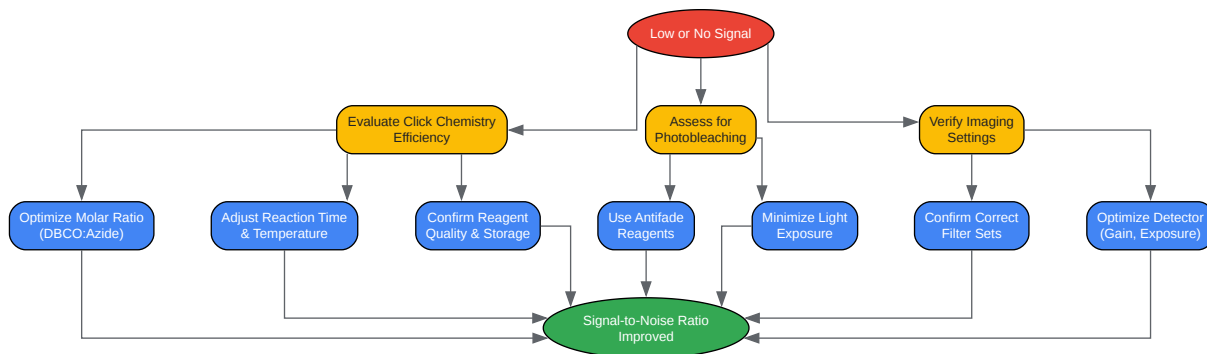 Low or No Signal
Evaluate Click Chemistry
Efficiency
Assess for
Photobleaching
Verify Imaging
Settings
Optimize Molar Ratio
(DBCO:Azide)
Adjust Reaction Time
& Temperature
Confirm Reagent
Quality & Storage
Use Antifade
Reagents
Minimize Light
Exposure
Confirm Correct
Filter Sets
Optimize Detector
(Gain, Exposure)
Signal-to-Noise Ratio
Improved